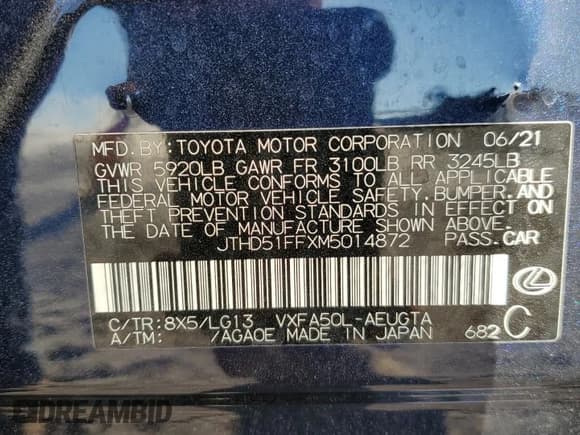 MFD.BY:TOYOTA MOTOR CORPORATION 06/21
GVWR 5920LB GAWR FR 3100LB RR 3245LB
THIS VEHICLE CONFORMS TO ALL APPLICABLE
FEDERAL MOTOR VEHICLE SAFETY,BUMPER,AND
THEFT PREVENTION STANDARDS IN EFFECT ON
THE DATE OF MANUFACTURE SHOWN ABOVE.
JTHD51FFXM5014872 PASS.CAR
C/TR:8X5/LG13 VXFA50L-AEUGTA
A/TM: /AGA0E MADE IN JAPAN 682 C
DREAMBID